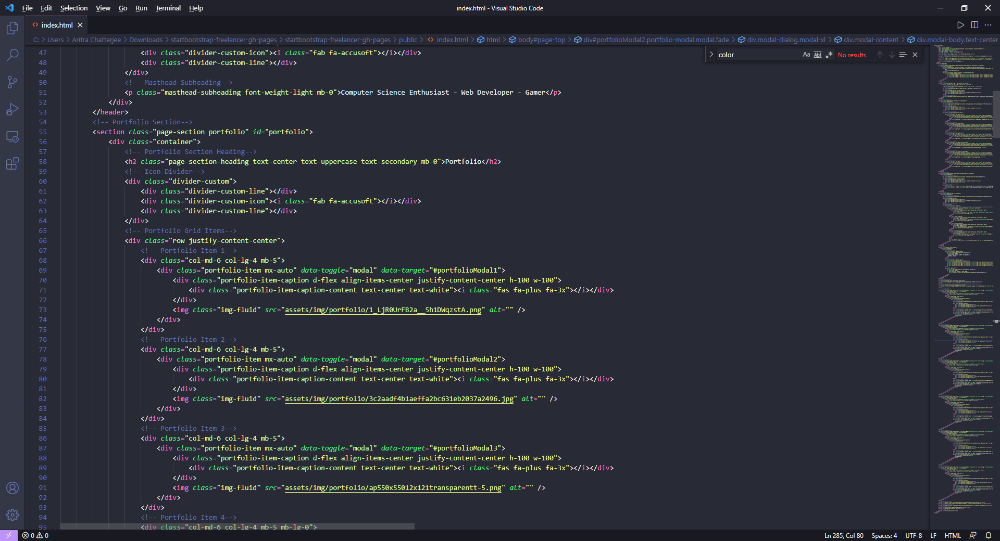 File Edit Selection View Go Run Terminal Help
index.html - Visual Studio Code
index.html
C: > Users > Aritra Chatterjee > Downloads > startbootstrap-freelancer-gh-pages > startbootstrap-freelancer-gh-pages > public > index.html > html > body#page-top > div#portfolioModal2.portfolio-modal.modal.fade > div.modal-dialog.modal-xl > div.modal-content > div.modal-body.text-center
color Aa Abl .* No results
47 <div class="divider-custom-icon"><i class="fab fa-accusoft"></i></div>
48 <div class="divider-custom-line"></div>
49 </div>
50 <!-- Masthead Subheading-->
51 <p class="masthead-subheading font-weight-light mb-0">Computer Science Enthusiast - Web Developer - Gamer</p>
52 </div>
53 </header>
54 <!-- Portfolio Section-->
55 <section class="page-section portfolio" id="portfolio">
56 <div class="container">
57 <!-- Portfolio Section Heading-->
58 <h2 class="page-section-heading text-center text-uppercase text-secondary mb-0">Portfolio</h2>
59 <!-- Icon Divider-->
60 <div class="divider-custom">
61 <div class="divider-custom-line"></div>
62 <div class="divider-custom-icon"><i class="fab fa-accusoft"></i></div>
63 <div class="divider-custom-line"></div>
64 </div>
65 <!-- Portfolio Grid Items-->
66 <div class="row justify-content-center">
67 <!-- Portfolio Item 1-->
68 <div class="col-md-6 col-lg-4 mb-5">
69 <div class="portfolio-item mx-auto" data-toggle="modal" data-target="#portfolioModal1">
70 <div class="portfolio-item-caption d-flex align-items-center justify-content-center h-100 w-100">
71 <div class="portfolio-item-caption-content text-center text-white"><i class="fas fa-plus fa-3x"></i></div>
72 </div>
73 <img class="img-fluid" src="assets/img/portfolio/1_LjR0UrFB2a__5h1DWqzstA.png" alt="" />
74 </div>
75 </div>
76 <!-- Portfolio Item 2-->
77 <div class="col-md-6 col-lg-4 mb-5">
78 <div class="portfolio-item mx-auto" data-toggle="modal" data-target="#portfolioModal2">
79 <div class="portfolio-item-caption d-flex align-items-center justify-content-center h-100 w-100">
80 <div class="portfolio-item-caption-content text-center text-white"><i class="fas fa-plus fa-3x"></i></div>
81 </div>
82 <img class="img-fluid" src="assets/img/portfolio/3c2aadf4b1aeffa2bc631eb2037a2496.jpg" alt="" />
83 </div>
84 </div>
85 <!-- Portfolio Item 3-->
86 <div class="col-md-6 col-lg-4 mb-5">
87 <div class="portfolio-item mx-auto" data-toggle="modal" data-target="#portfolioModal3">
88 <div class="portfolio-item-caption d-flex align-items-center justify-content-center h-100 w-100">
89 <div class="portfolio-item-caption-content text-center text-white"><i class="fas fa-plus fa-3x"></i></div>
90 </div>
91 <img class="img-fluid" src="assets/img/portfolio/ap550x55012x121transparentt-5.png" alt="" />
92 </div>
93 </div>
94 <!-- Portfolio Item 4-->
95 <div class="col-md-6 col-lg-4 mb-5 mb-lg-0">
0 0 Ln 285, Col 80 Spaces: 4 UTF-8 LF HTML